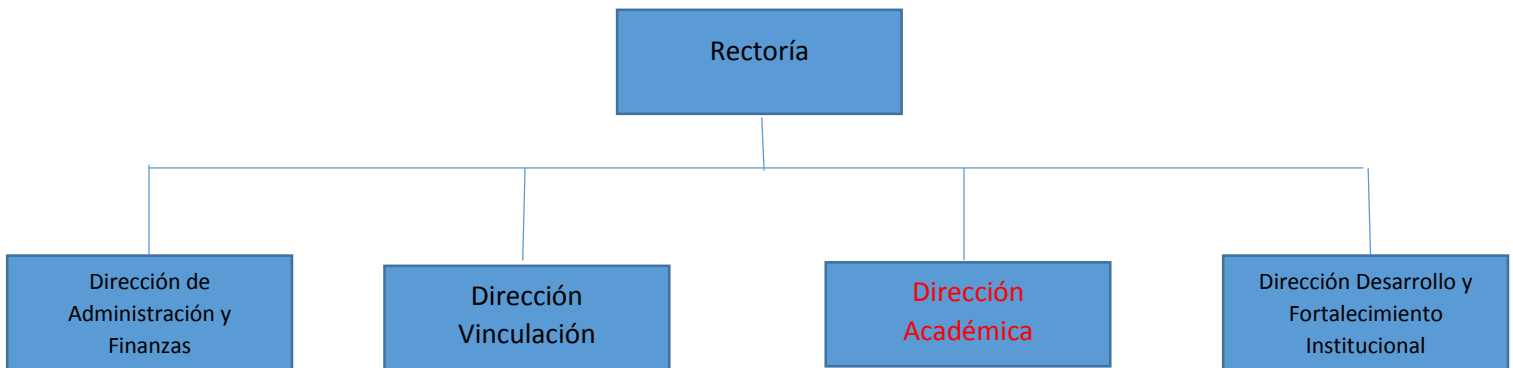 Rectoría
Dirección de
Administración y
Finanzas
Dirección
Vinculación
Dirección
Académica
Dirección Desarrollo y
Fortalecimiento
Institucional